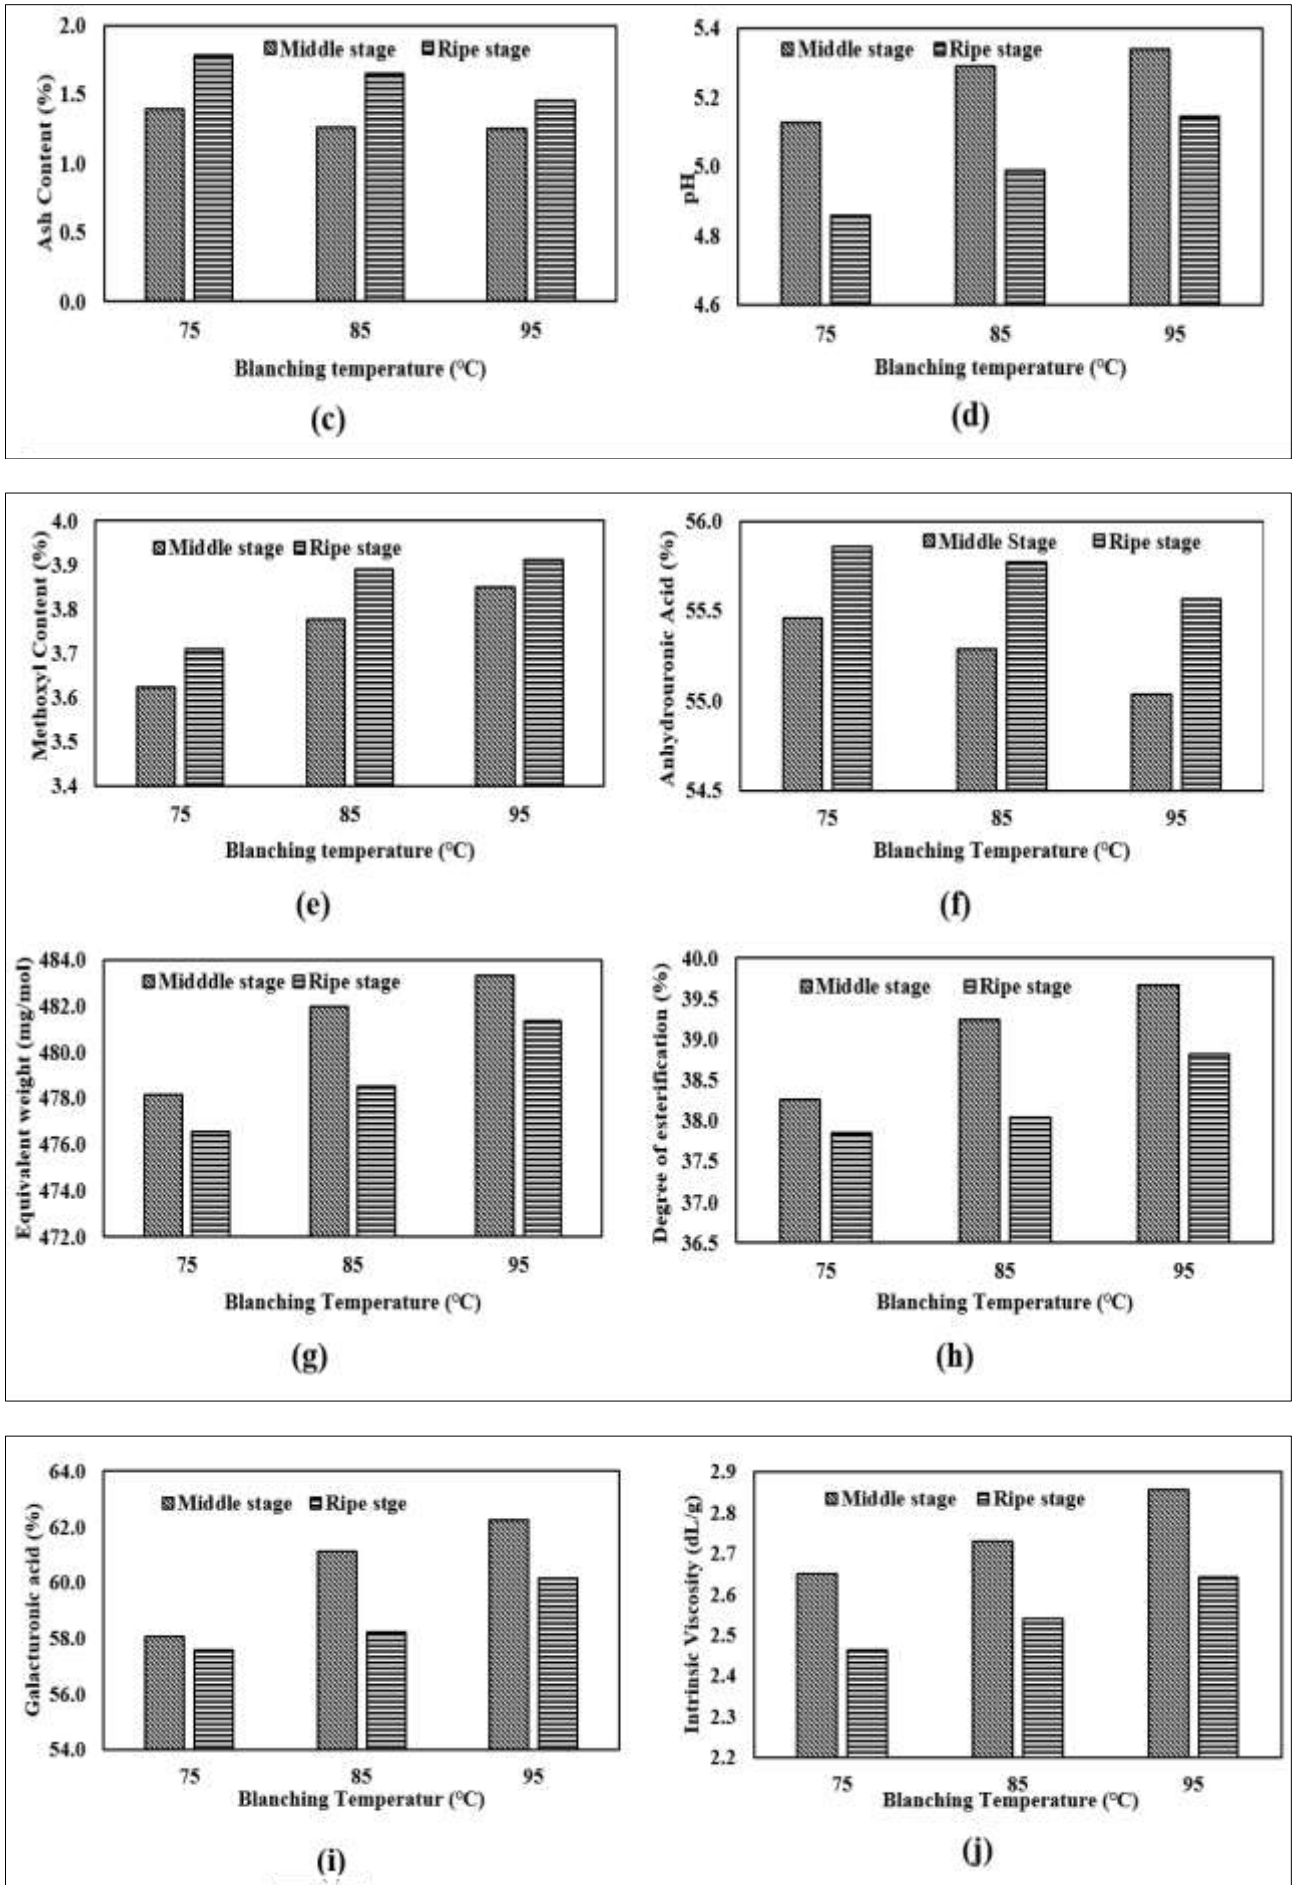 2.0
1.5
1.0
0.5
0.0
Ash Content (%)
Middle stage Ripe stage
75 85 95
Blanching temperature (°C)
(c)
5.4
5.2
5.0
4.8
4.6
pH
Middle stage Ripe stage
75 85 95
Blanching temperature (°C)
(d)
4.0
3.9
3.8
3.7
3.6
3.5
3.4
Methoxyl Content (%)
Middle stage Ripe stage
75 85 95
Blanching temperature (°C)
(e)
56.0
55.5
55.0
54.5
Anhydrouronic Acid (%)
Middle Stage Ripe stage
75 85 95
Blanching Temperature (°C)
(f)
484.0
482.0
480.0
478.0
476.0
474.0
472.0
Equivalent weight (mg/mol)
Midddle stage Ripe stage
75 85 95
Blanching Temperature (°C)
(g)
40.0
39.5
39.0
38.5
38.0
37.5
37.0
36.5
Degree of esterification (%)
Middle stage Ripe stage
75 85 95
Blanching Temperature (°C)
(h)
64.0
62.0
60.0
58.0
56.0
54.0
Galacturonic acid (%)
Middle stage Ripe stge
75 85 95
Blanching Temperatur (°C)
(i)
2.9
2.8
2.7
2.6
2.5
2.4
2.3
2.2
Intrinsic Viscosity (dL/g)
Middle stage Ripe stage
75 85 95
Blanching Temperature (°C)
(j)